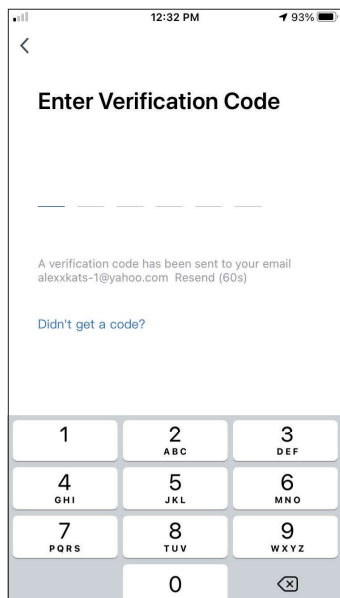 12:32 PM
93%
Enter Verification Code
A verification code has been sent to your email
alexxkats-1@yahoo.com Resend (60s)
Didn't get a code?
1
2
ABC
3
DEF
4
GHI
5
JKL
6
MNO
7
PQRS
8
TUV
9
WXYZ
0